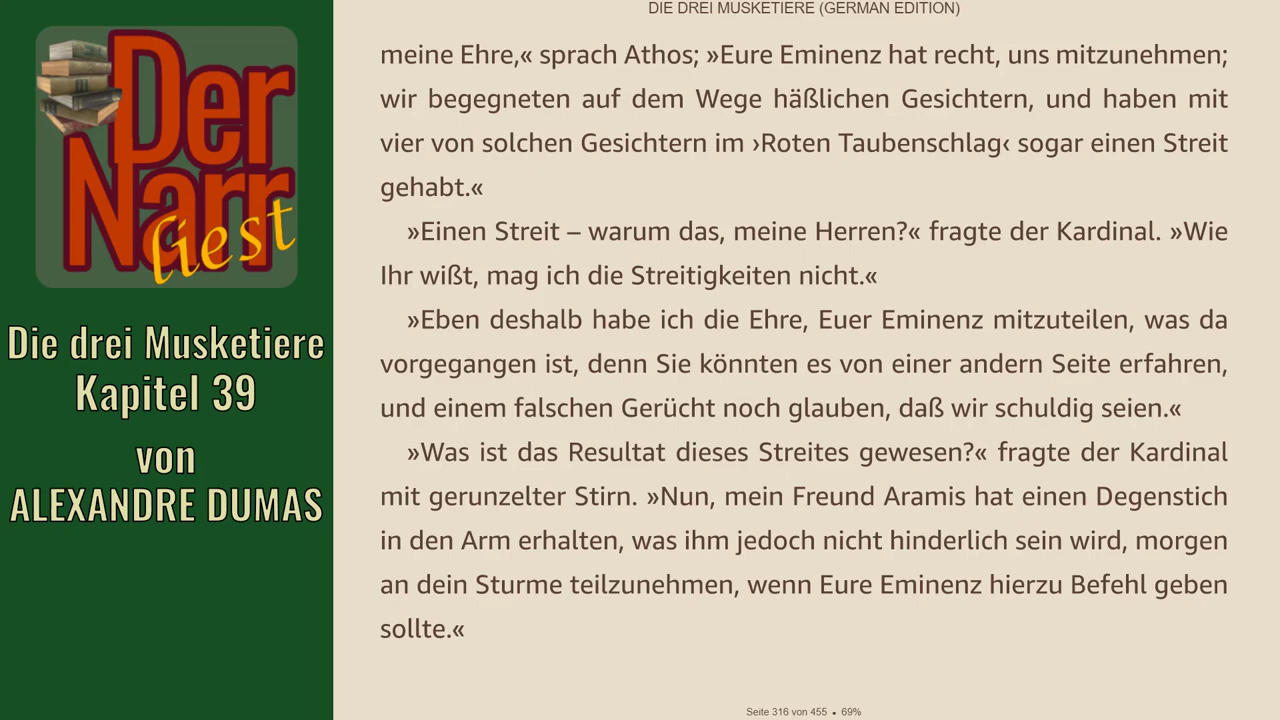 Der
Narr
liest
Die drei Musketiere
Kapitel 39
von
ALEXANDRE DUMAS
DIE DREI MUSKETIERE (GERMAN EDITION)
meine Ehre,« sprach Athos; »Eure Eminenz hat recht, uns mitzunehmen;
wir begegneten auf dem Wege häßlichen Gesichtern, und haben mit
vier von solchen Gesichtern im ›Roten Taubenschlag‹ sogar einen Streit
gehabt.«
»Einen Streit – warum das, meine Herren?« fragte der Kardinal. »Wie
Ihr wißt, mag ich die Streitigkeiten nicht.«
»Eben deshalb habe ich die Ehre, Euer Eminenz mitzuteilen, was da
vorgegangen ist, denn Sie könnten es von einer andern Seite erfahren,
und einem falschen Gerücht noch glauben, daß wir schuldig seien.«
»Was ist das Resultat dieses Streites gewesen?« fragte der Kardinal
mit gerunzelter Stirn. »Nun, mein Freund Aramis hat einen Degenstich
in den Arm erhalten, was ihm jedoch nicht hinderlich sein wird, morgen
an dein Sturme teilzunehmen, wenn Eure Eminenz hierzu Befehl geben
sollte.«
Seite 316 von 455 • 69%